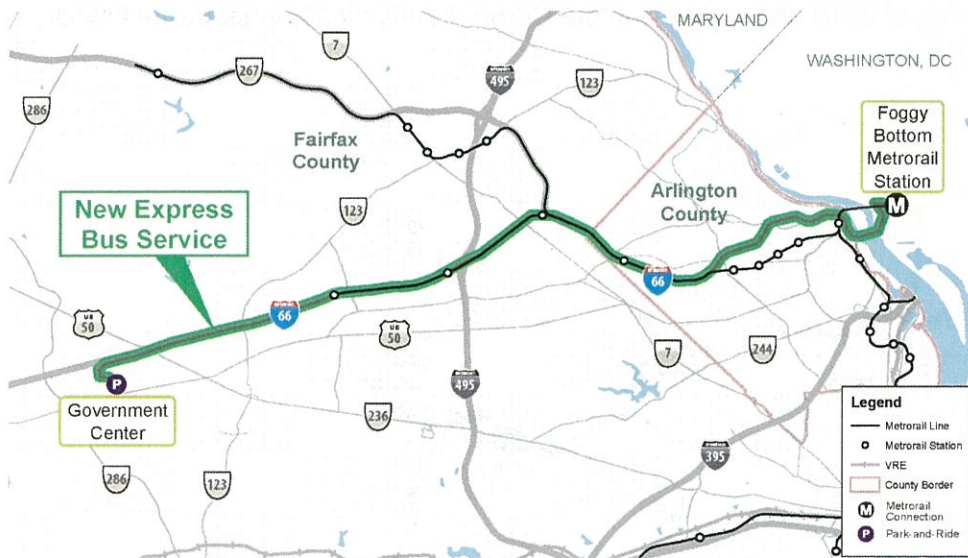 MARYLAND
WASHINGTON, DC
7
267
495
123
286
Fairfax
County
Foggy
Bottom
Metrorail
Station
M
Arlington
County
123
New Express
Bus Service
66
66
US
50
US
50
7
244
495
P
Government
Center
236
395
286
123
Legend
Metrorail Line
Metrorail Station
VRE
County Border
M
Metrorail
Connection
P
Park-and-Ride